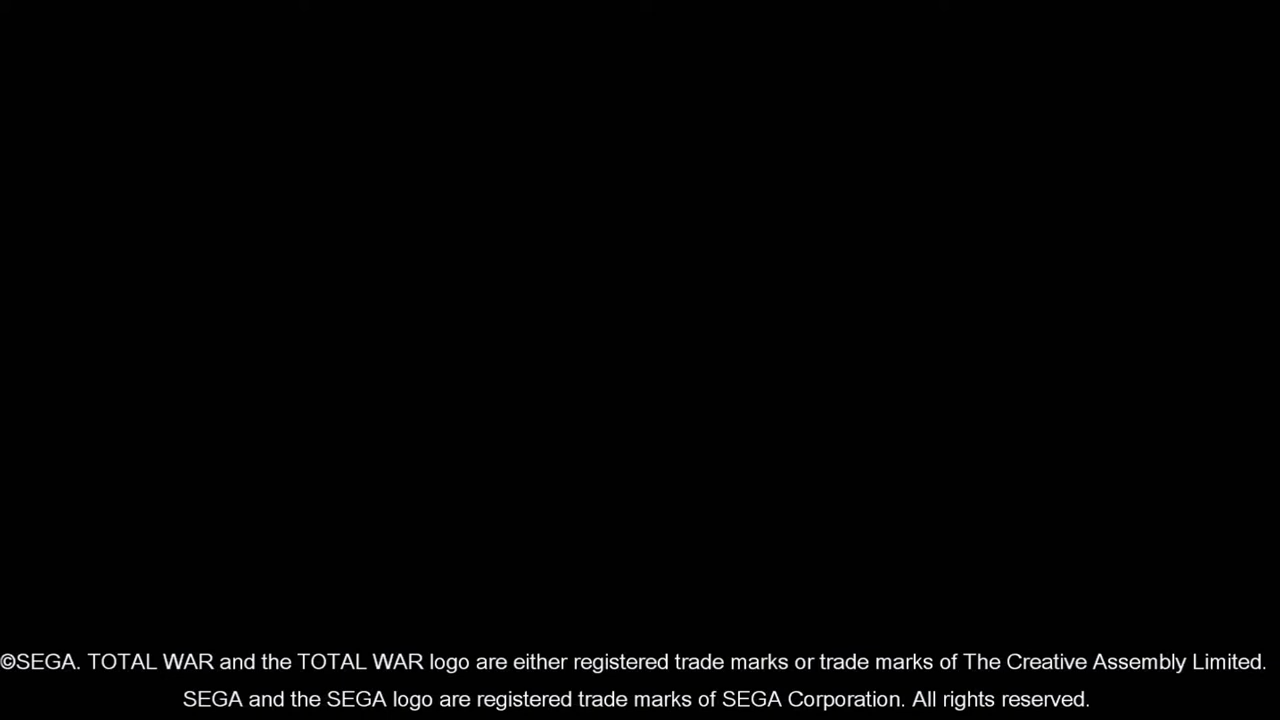 ©SEGA. TOTAL WAR and the TOTAL WAR logo are either registered trade marks or trade marks of The Creative Assembly Limited.
SEGA and the SEGA logo are registered trade marks of SEGA Corporation. All rights reserved.